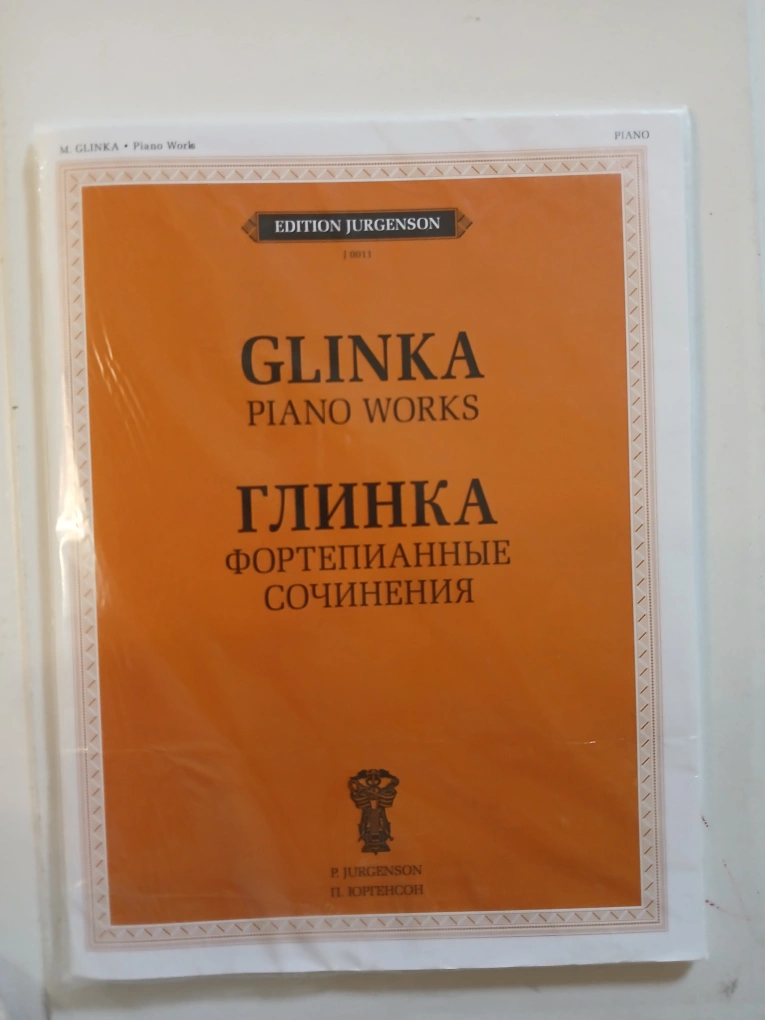 M. GLINKA • Piano Works
PIANO
EDITION JURGENSON
J 0011
GLINKA
PIANO WORKS
ГЛИНКА
ФОРТЕПИАННЫЕ
СОЧИНЕНИЯ
P. JURGENSON
П. ЮРГЕНСОН